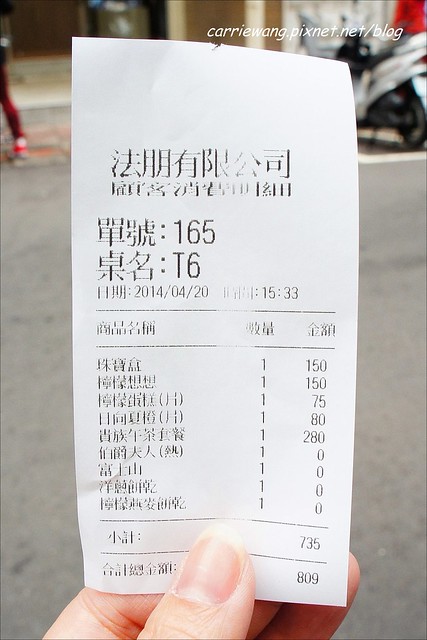 carriewang.pixnet.net/blog
法朋有限公司
顧客消費明細
單號:165
桌名:T6
日期:2014/04/20 時間:15:33
商品名稱 數量 金額
珠寶盒 1 150
檸檬想想 1 150
檸檬蛋糕(片) 1 75
日向夏橙(片) 1 80
貴族午茶套餐 1 280
伯爵夫人(熱) 1 0
富士山 1 0
洋蔥餅乾 1 0
檸檬燕麥餅乾 1 0
小計: 735
合計總金額: 809